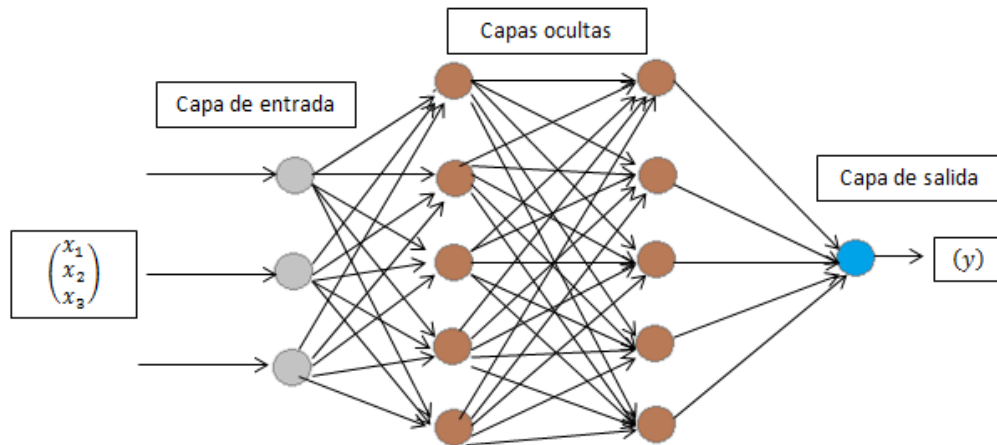 Capas ocultas
Capa de entrada
Capa de salida
x₁
x₂
x₃
(y)